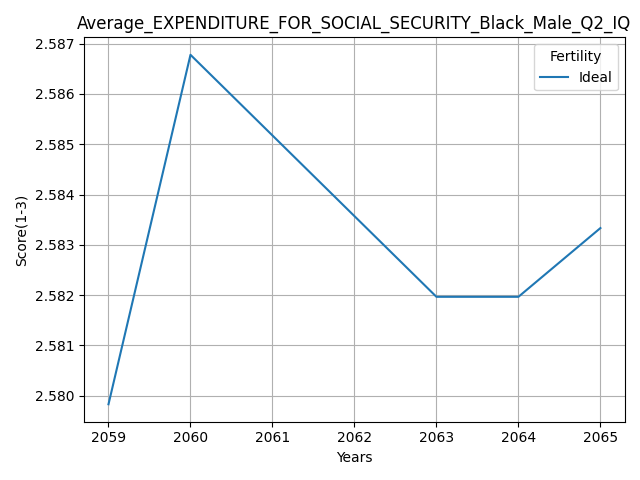 Average_EXPENDITURE_FOR_SOCIAL_SECURITY_Black_Male_Q2_IQ
Fertility
Ideal
2.587
2.586
2.585
2.584
2.583
2.582
2.581
2.580
Score(1-3)
2059 2060 2061 2062 2063 2064 2065
Years